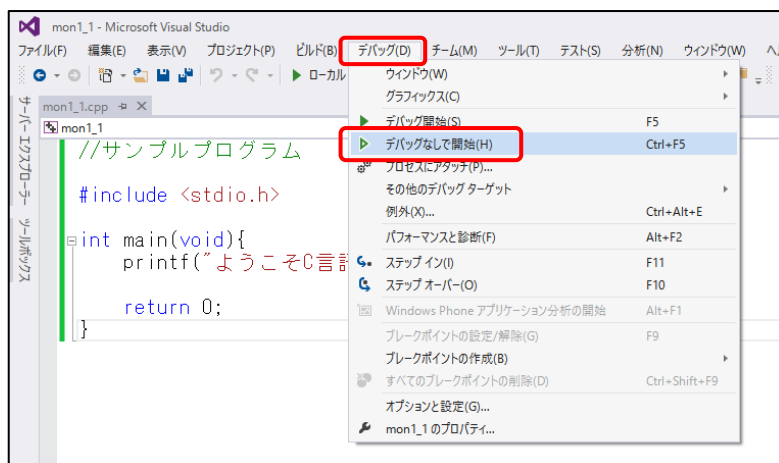 mon1_1 - Microsoft Visual Studio
ファイル(F) 編集(E) 表示(V) プロジェクト(P) ビルド(B) デバッグ(D) チーム(M) ツール(T) テスト(S) 分析(N) ウィンドウ(W)
ローカル
mon1_1.cpp
mon1_1
サーバー エクスプローラー
ツールボックス
//サンプルプログラム
#include <stdio.h>
int main(void){
printf("ようこそC言
return 0;
}
ウィンドウ(W)
グラフィックス(C)
デバッグ開始(S) F5
デバッグなしで開始(H) Ctrl+F5
プロセスにアタッチ(P)...
その他のデバッグ ターゲット
例外(X)... Ctrl+Alt+E
パフォーマンスと診断(F) Alt+F2
ステップ イン(I) F11
ステップ オーバー(O) F10
Windows Phone アプリケーション分析の開始 Alt+F1
ブレークポイントの設定/解除(G) F9
ブレークポイントの作成(B)
すべてのブレークポイントの削除(D) Ctrl+Shift+F9
オプションと設定(G)...
mon1_1 のプロパティ...